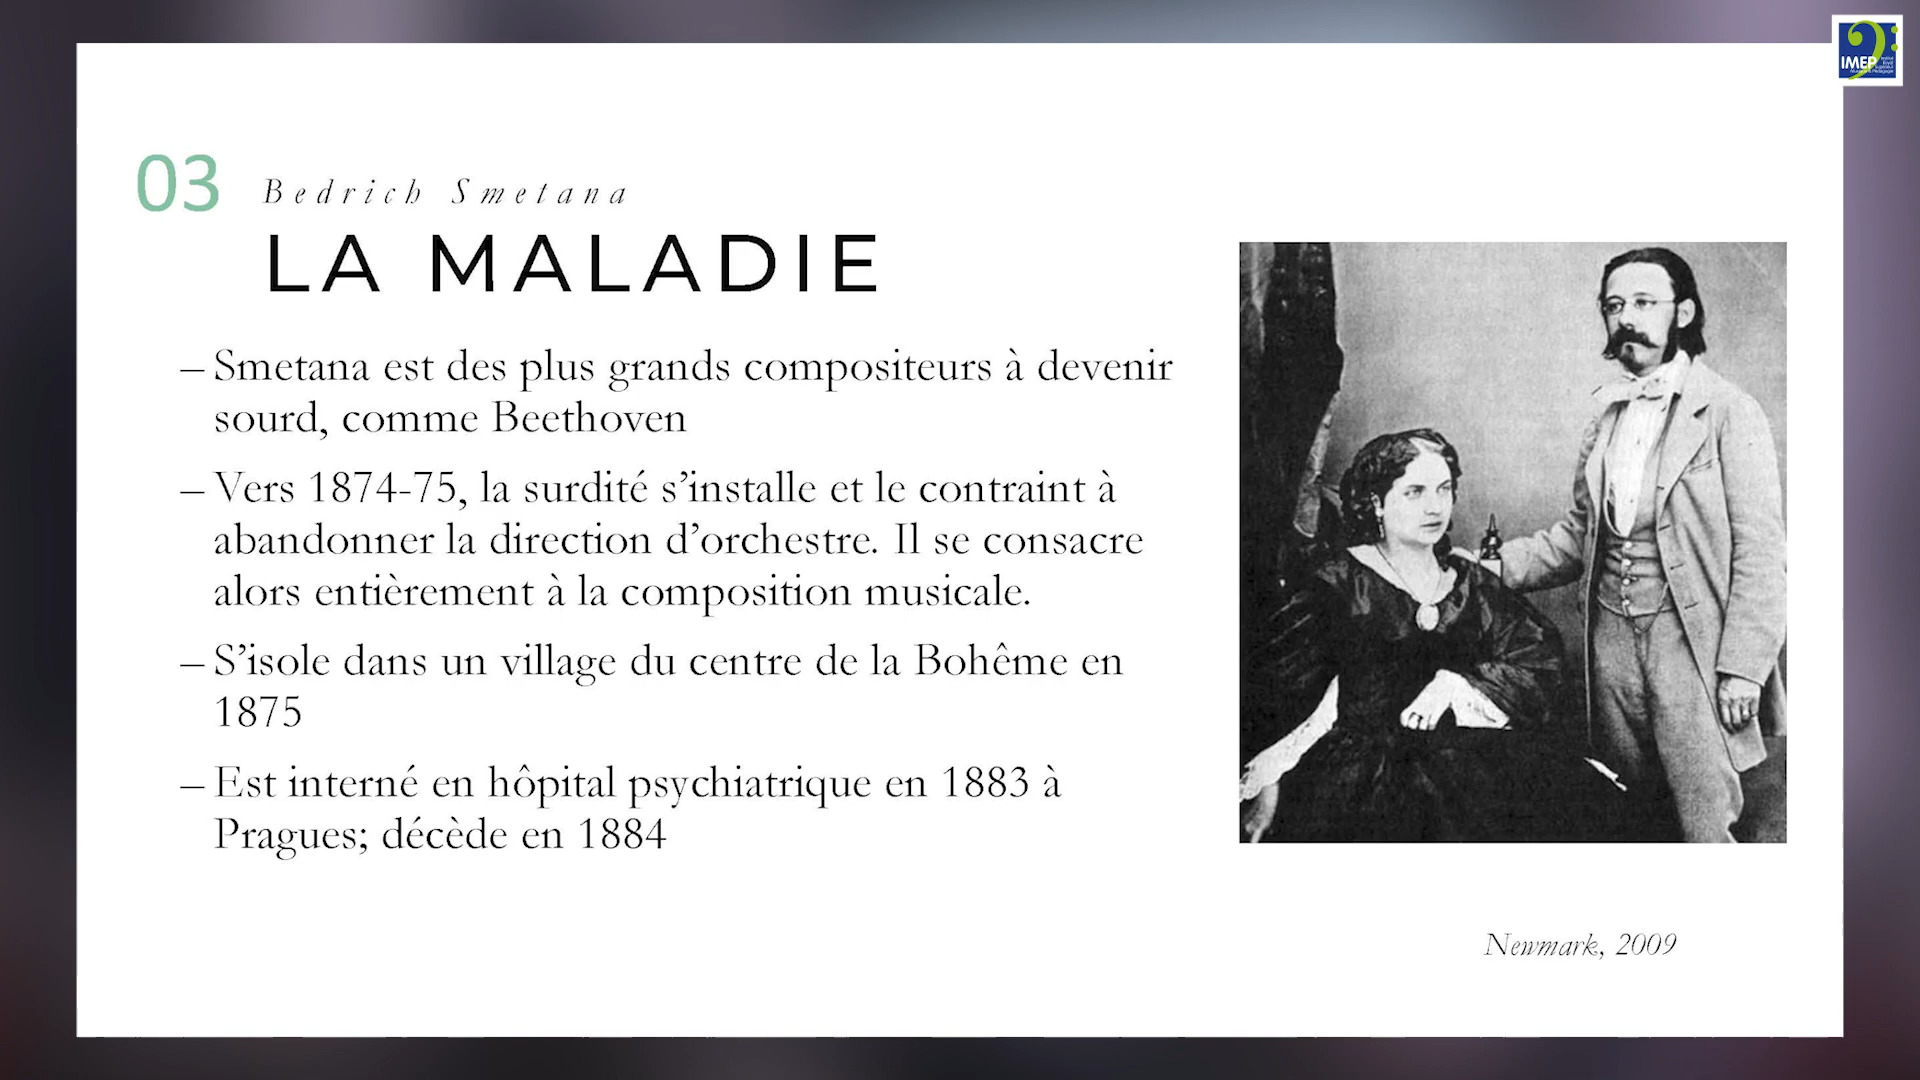 IMEP
03
Bedrich Smetana
LA MALADIE
– Smetana est des plus grands compositeurs à devenir
sourd, comme Beethoven
– Vers 1874-75, la surdité s’installe et le contraint à
abandonner la direction d’orchestre. Il se consacre
alors entièrement à la composition musicale.
– S’isole dans un village du centre de la Bohême en
1875
– Est interné en hôpital psychiatrique en 1883 à
Pragues; décède en 1884
Newmark, 2009